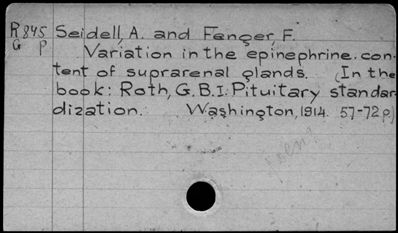 R845 Seidell, A. and Fenger, F.
G P Variation in the epinephrine con-
tent of suprarenal glands. (In the
book: Roth, G.B.I. Pituitary standar-
dization. Washington, 1914. 57-72p.)